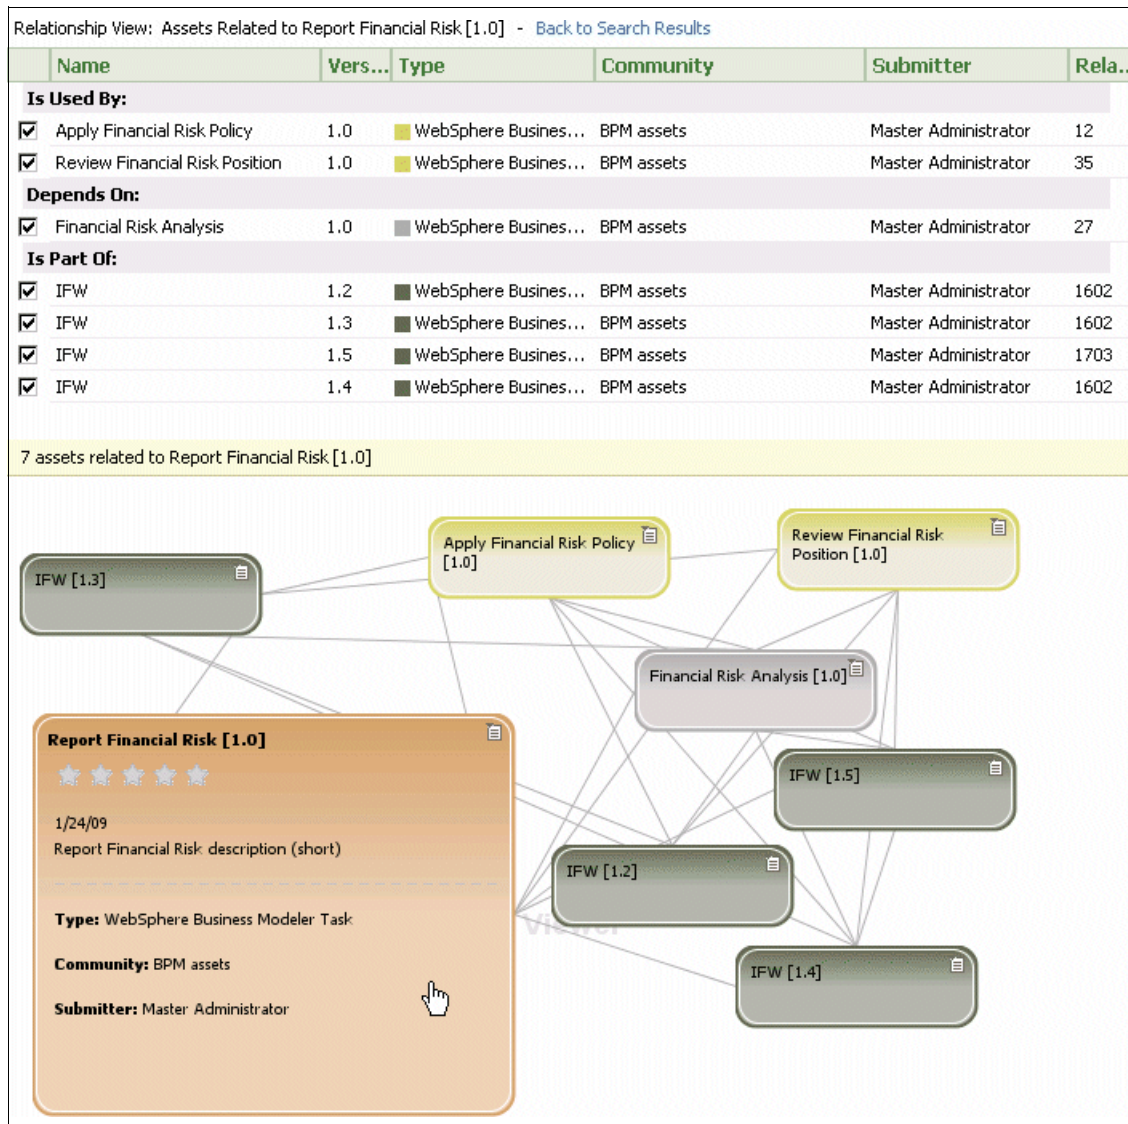 Relationship View: Assets Related to Report Financial Risk [1.0] - Back to Search Results
Name Vers... Type Community Submitter Rela..
Is Used By:
Apply Financial Risk Policy 1.0 WebSphere Busines... BPM assets Master Administrator 12
Review Financial Risk Position 1.0 WebSphere Busines... BPM assets Master Administrator 35
Depends On:
Financial Risk Analysis 1.0 WebSphere Busines... BPM assets Master Administrator 27
Is Part Of:
IFW 1.2 WebSphere Busines... BPM assets Master Administrator 1602
IFW 1.3 WebSphere Busines... BPM assets Master Administrator 1602
IFW 1.5 WebSphere Busines... BPM assets Master Administrator 1703
IFW 1.4 WebSphere Busines... BPM assets Master Administrator 1602
7 assets related to Report Financial Risk [1.0]
Apply Financial Risk Policy
[1.0]
Review Financial Risk
Position [1.0]
IFW [1.3]
Financial Risk Analysis [1.0]
Report Financial Risk [1.0]
1/24/09
Report Financial Risk description (short)
Type: WebSphere Business Modeler Task
Community: BPM assets
Submitter: Master Administrator
IFW [1.5]
IFW [1.2]
Viewer
IFW [1.4]